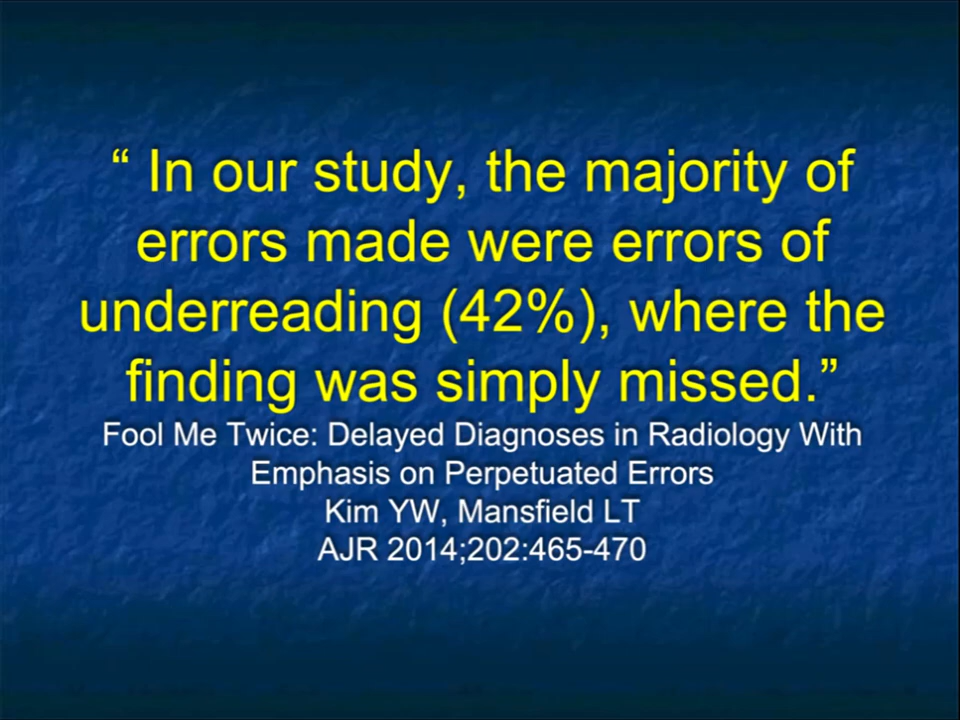 “ In our study, the majority of
errors made were errors of
underreading (42%), where the
finding was simply missed.”
Fool Me Twice: Delayed Diagnoses in Radiology With
Emphasis on Perpetuated Errors
Kim YW, Mansfield LT
AJR 2014;202:465-470